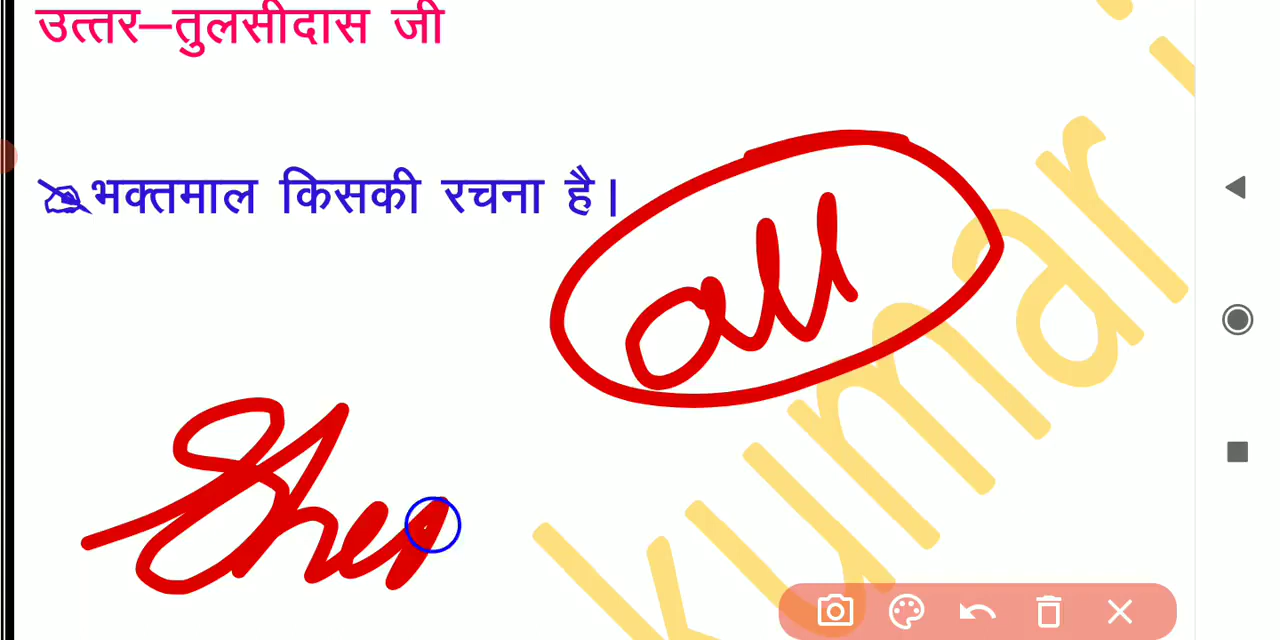 उत्तर–तुलसीदास जी
✍भक्तमाल किसकी रचना है।
all
kumar